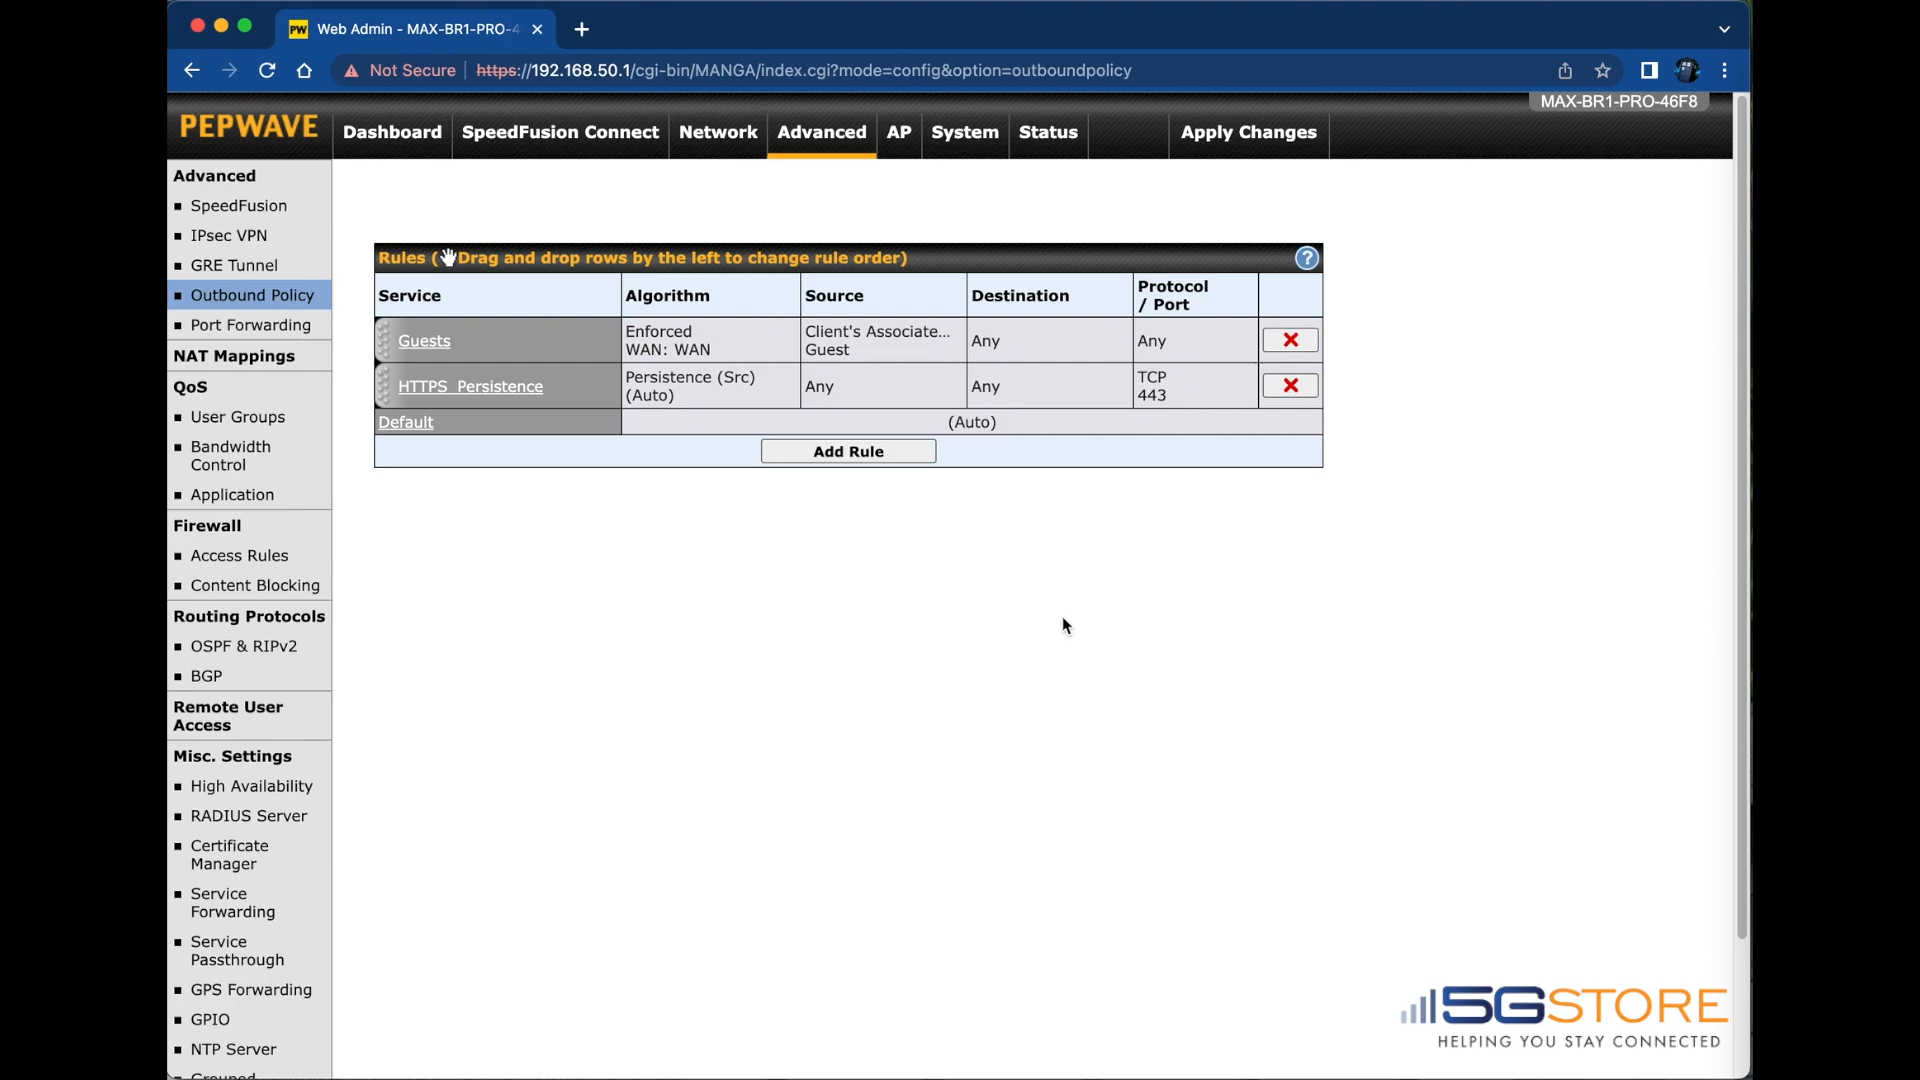 Web Admin - MAX-BR1-PRO-4
Not Secure | https://192.168.50.1/cgi-bin/MANGA/index.cgi?mode=config&option=outboundpolicy
MAX-BR1-PRO-46F8
PEPWAVE
Dashboard
SpeedFusion Connect
Network
Advanced
AP
System
Status
Apply Changes
Advanced
SpeedFusion
IPsec VPN
GRE Tunnel
Outbound Policy
Port Forwarding
NAT Mappings
QoS
User Groups
Bandwidth
Control
Application
Firewall
Access Rules
Content Blocking
Routing Protocols
OSPF & RIPv2
BGP
Remote User
Access
Misc. Settings
High Availability
RADIUS Server
Certificate
Manager
Service
Forwarding
Service
Passthrough
GPS Forwarding
GPIO
NTP Server
Grouped
Rules (Drag and drop rows by the left to change rule order)
?
Service
Algorithm
Source
Destination
Protocol
/ Port
Guests
Enforced
WAN: WAN
Client's Associate...
Guest
Any
Any
HTTPS_Persistence
Persistence (Src)
(Auto)
Any
Any
TCP
443
Default
(Auto)
Add Rule
5GSTORE
HELPING YOU STAY CONNECTED